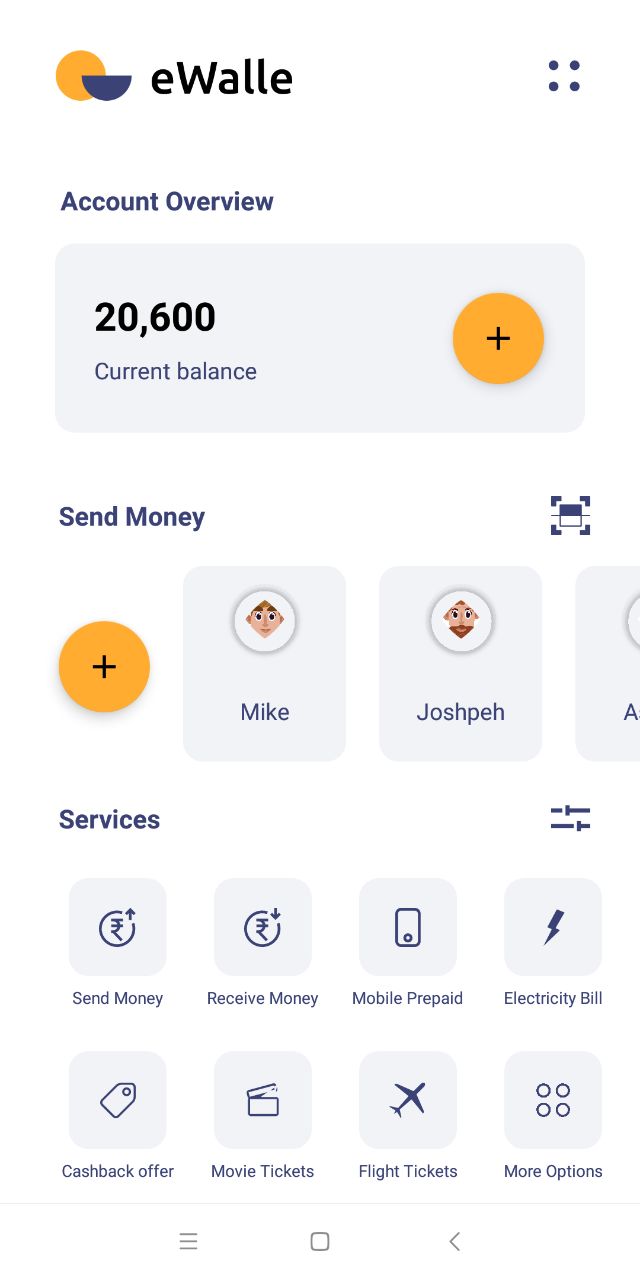 eWalle
Account Overview
20,600
Current balance
Send Money
Mike
Joshpeh
Services
Send Money
Receive Money
Mobile Prepaid
Electricity Bill
Cashback offer
Movie Tickets
Flight Tickets
More Options